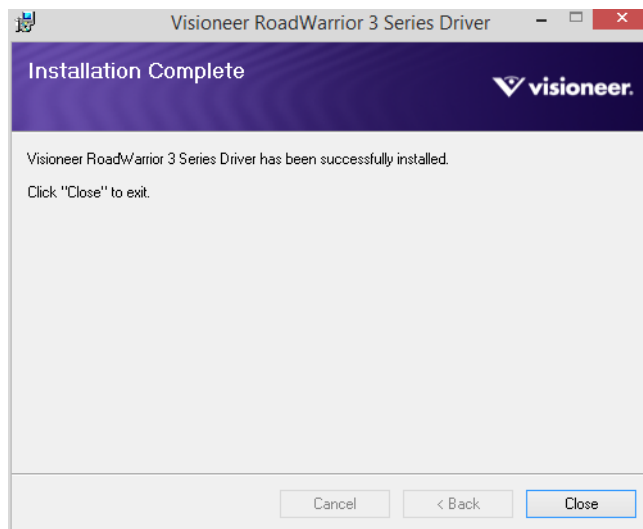 Visioneer RoadWarrior 3 Series Driver
Installation Complete
visioneer.
Visioneer RoadWarrior 3 Series Driver has been successfully installed.
Click "Close" to exit.
Cancel
< Back
Close